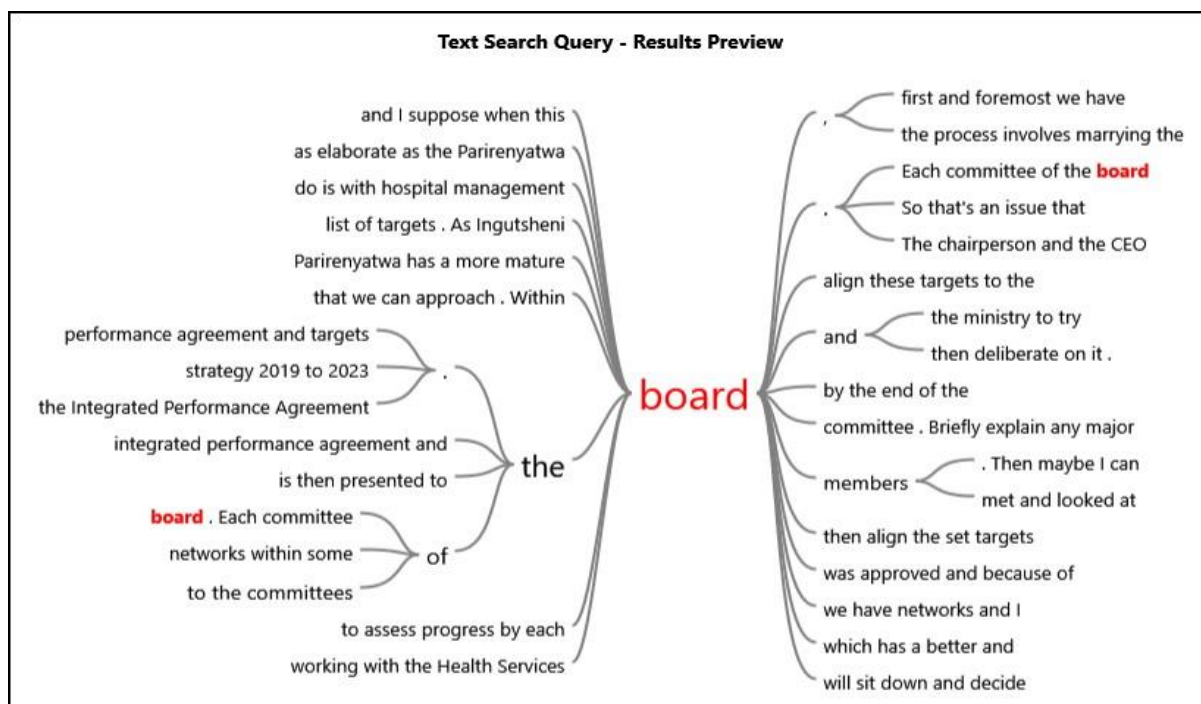 Text Search Query - Results Preview
and I suppose when this
as elaborate as the Parirenyatwa
do is with hospital management
list of targets . As Ingutsheni
Parirenyatwa has a more mature
that we can approach . Within
performance agreement and targets
strategy 2019 to 2023
the Integrated Performance Agreement
.
integrated performance agreement and
is then presented to
the
board . Each committee
networks within some
to the committees
of
to assess progress by each
working with the Health Services
board
,
first and foremost we have
the process involves marrying the
.
Each committee of the board
So that's an issue that
The chairperson and the CEO
align these targets to the
and
the ministry to try
then deliberate on it .
by the end of the
committee . Briefly explain any major
members
. Then maybe I can
met and looked at
then align the set targets
was approved and because of
we have networks and I
which has a better and
will sit down and decide